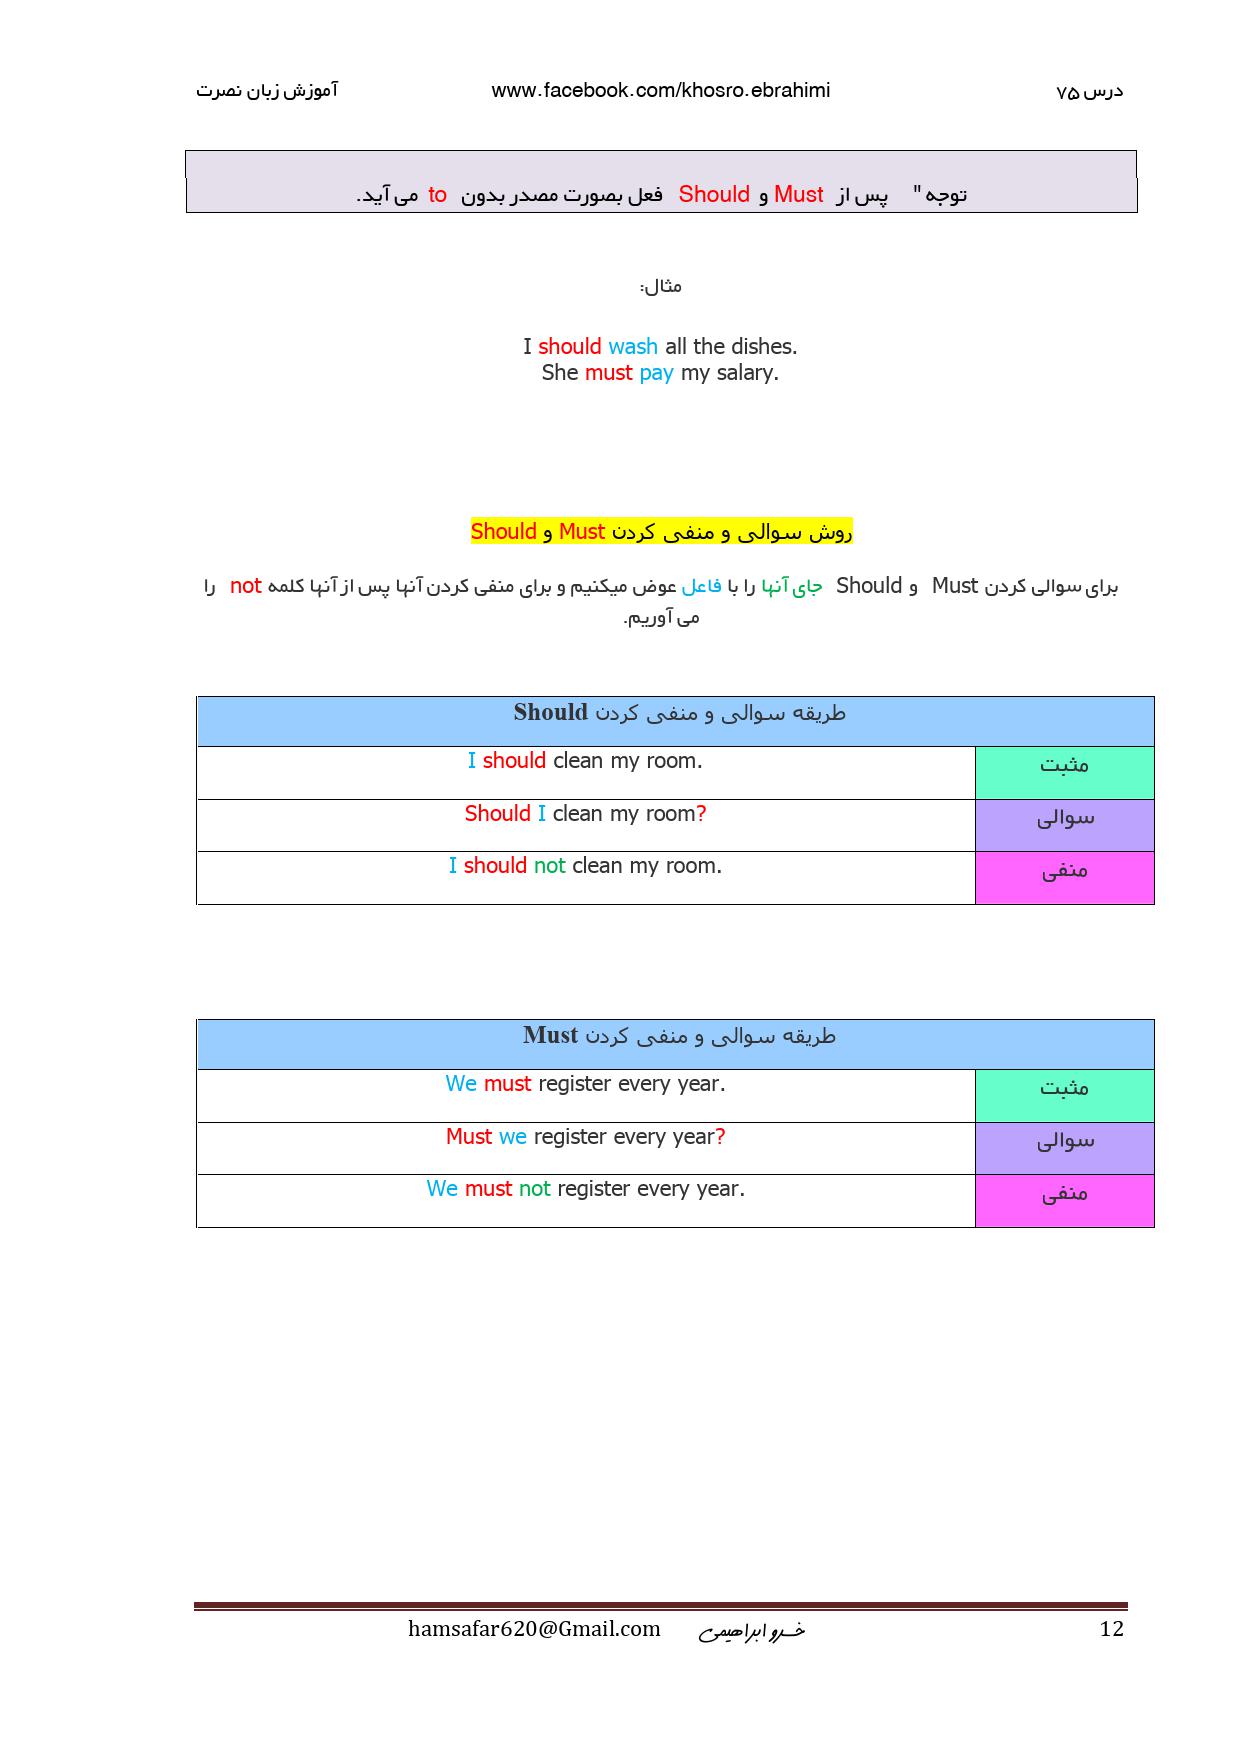 درس ۷۵ www.facebook.com/khosro.ebrahimi آموزش زبان نصرت
توجه " پس از Must و Should فعل بصورت مصدر بدون to می آید.
مثال:
I should wash all the dishes.
She must pay my salary.
روش سوالی و منفی کردن Must و Should
برای سوالی کردن Must و Should جای آنها را با فاعل عوض میکنیم و برای منفی کردن آنها پس از آنها کلمه not را
می آوریم.
طریقه سوالی و منفی کردن Should
مثبت I should clean my room.
سوالی Should I clean my room?
منفی I should not clean my room.
طریقه سوالی و منفی کردن Must
مثبت We must register every year.
سوالی Must we register every year?
منفی We must not register every year.
12 خسرو ابراهیمی hamsafar620@Gmail.com